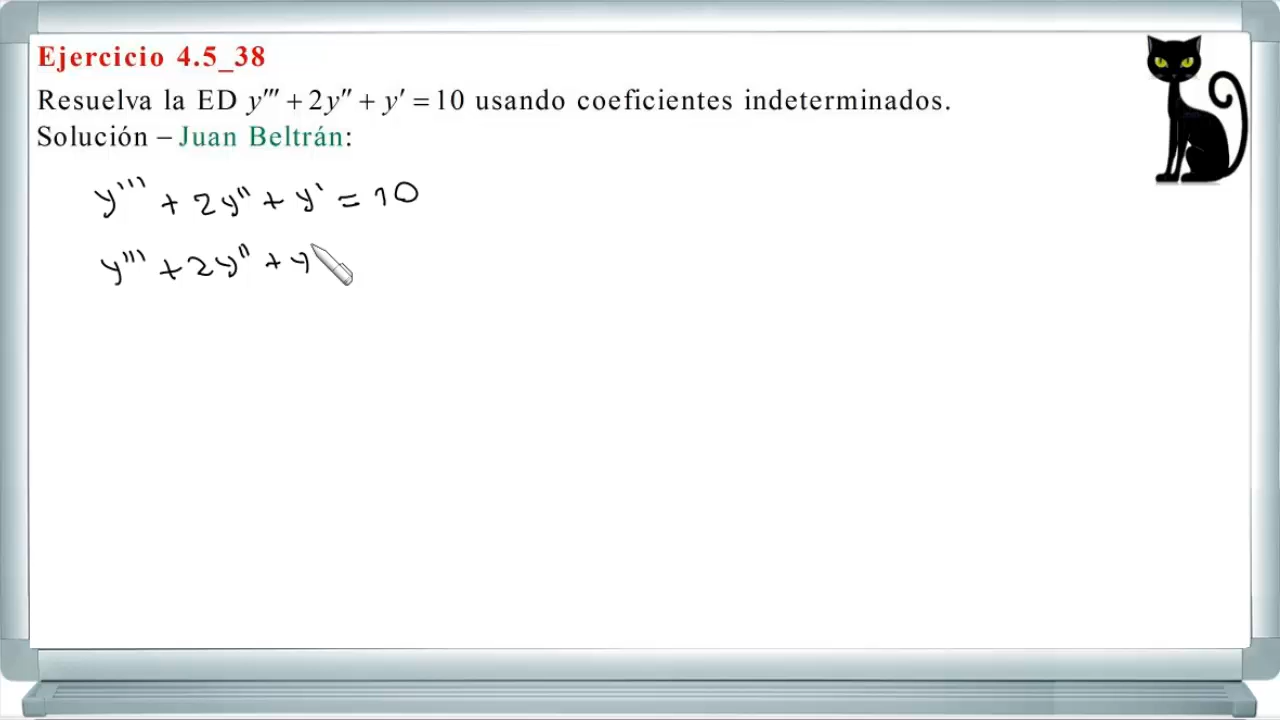 Ejercicio 4.5_38
Resuelva la ED y''' + 2y'' + y' = 10 usando coeficientes indeterminados.
Solución – Juan Beltrán:
y''' + 2y'' + y' = 10
y''' + 2y'' + y